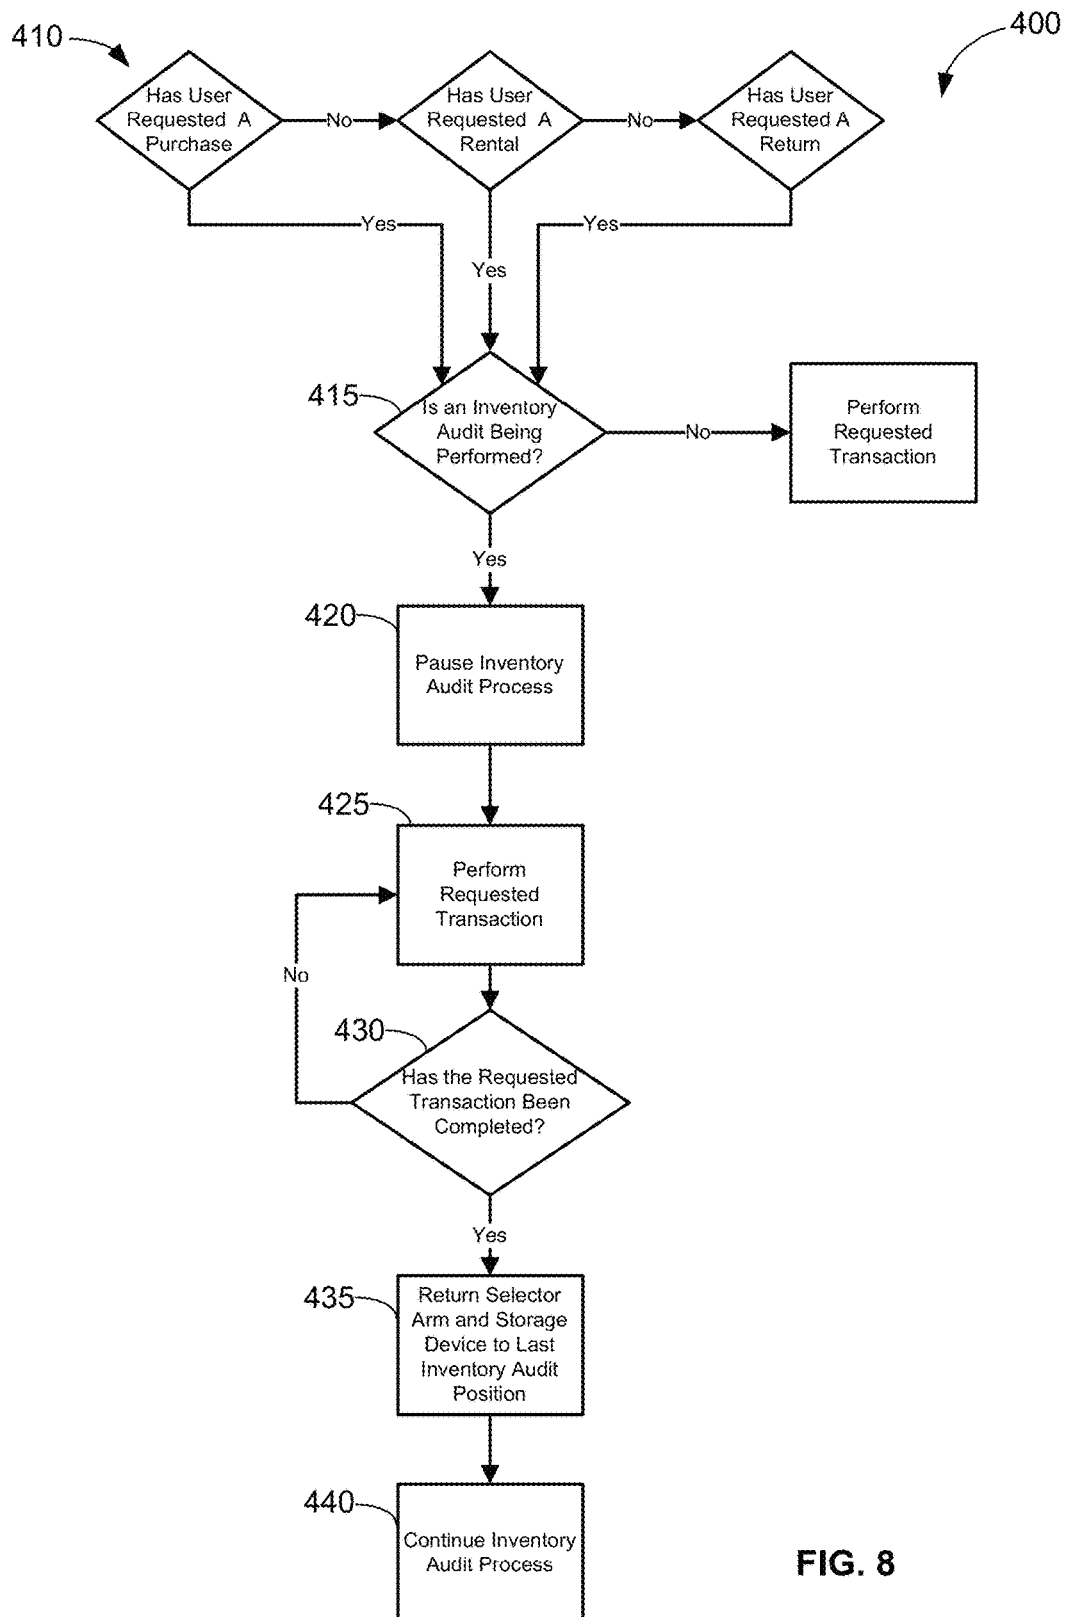 410
400
Has User
Requested A
Purchase
No
Has User
Requested A
Rental
No
Has User
Requested A
Return
Yes
Yes
Yes
415
Is an Inventory
Audit Being
Performed?
No
Perform
Requested
Transaction
Yes
420
Pause Inventory
Audit Process
425
Perform
Requested
Transaction
No
430
Has the Requested
Transaction Been
Completed?
Yes
435
Return Selector
Arm and Storage
Device to Last
Inventory Audit
Position
440
Continue Inventory
Audit Process
FIG. 8